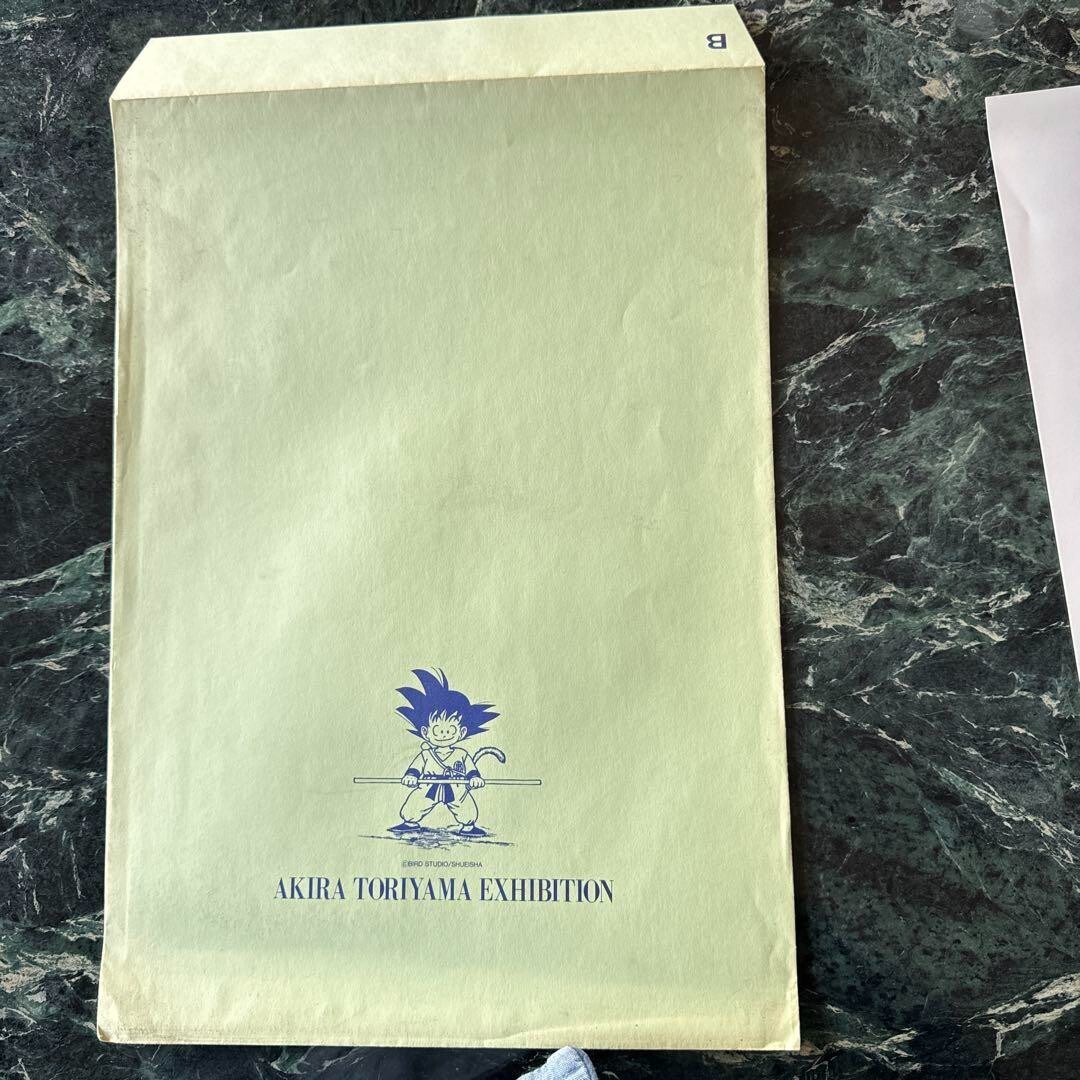 B
©BIRD STUDIO/SHUEISHA
AKIRA TORIYAMA EXHIBITION